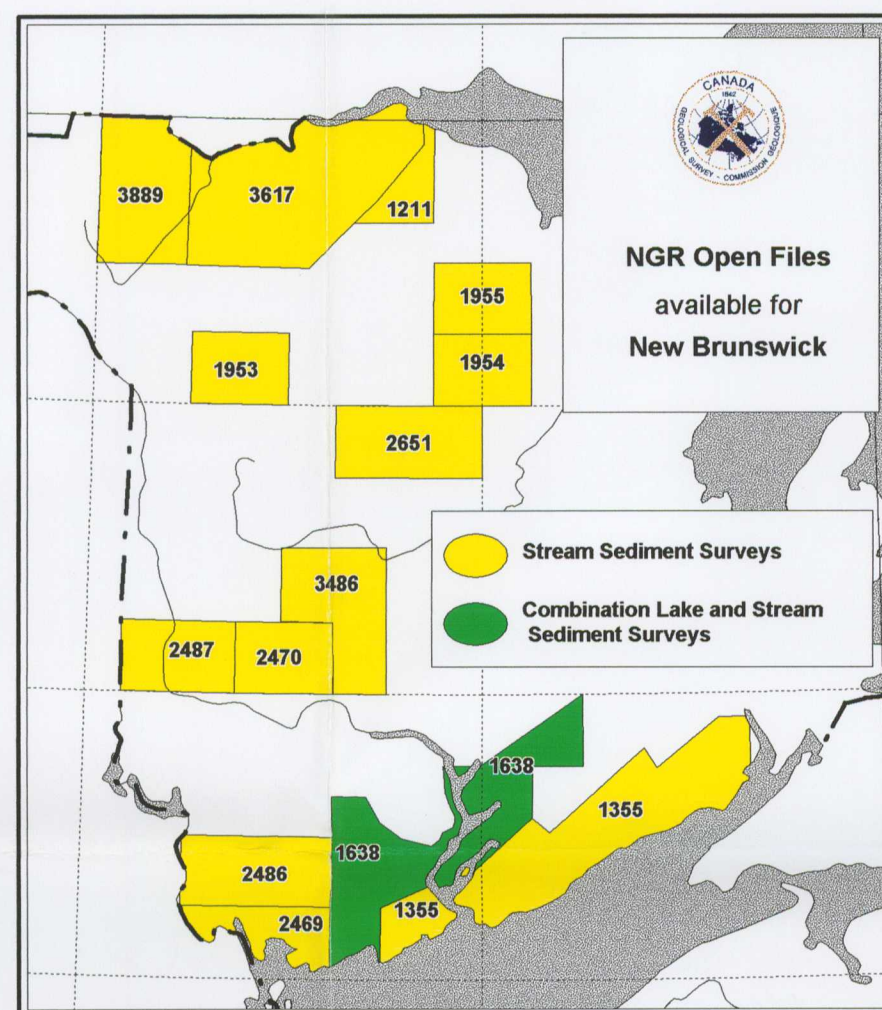 CANADA
1842
GEOLOGICAL SURVEY - COMMISSION GÉOLOGIQUE
NGR Open Files
available for
New Brunswick
3889
3617
1211
1955
1953
1954
2651
Stream Sediment Surveys
Combination Lake and Stream
Sediment Surveys
3486
2487
2470
1638
1355
1638
2486
1355
2469